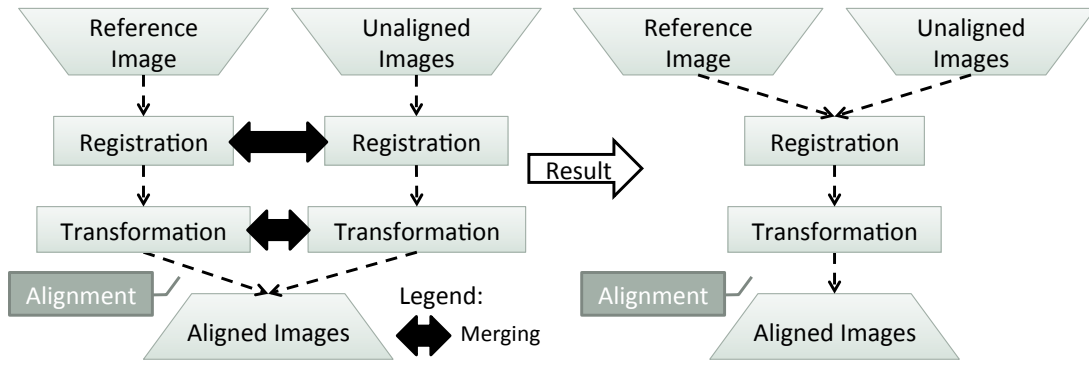 Reference
Image
Unaligned
Images
Registration
Registration
Transformation
Transformation
Alignment
Aligned Images
Legend:
Merging
Result
Reference
Image
Unaligned
Images
Registration
Transformation
Alignment
Aligned Images